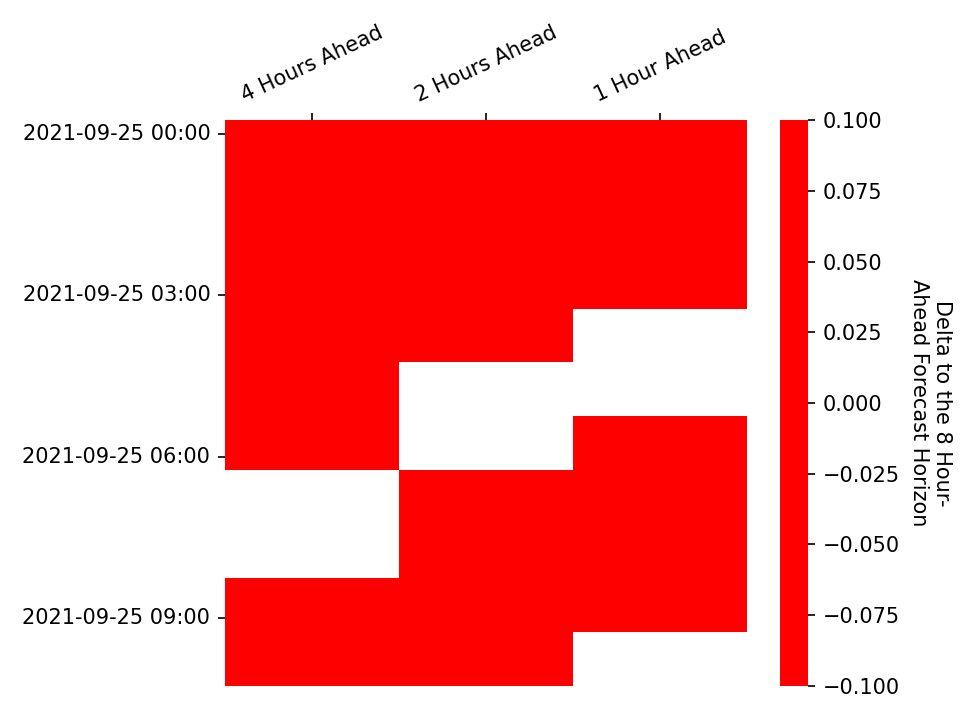 4 Hours Ahead
2 Hours Ahead
1 Hour Ahead
2021-09-25 00:00
2021-09-25 03:00
2021-09-25 06:00
2021-09-25 09:00
0.100
0.075
0.050
0.025
0.000
−0.025
−0.050
−0.075
−0.100
Delta to the 8 Hour-
Ahead Forecast Horizon